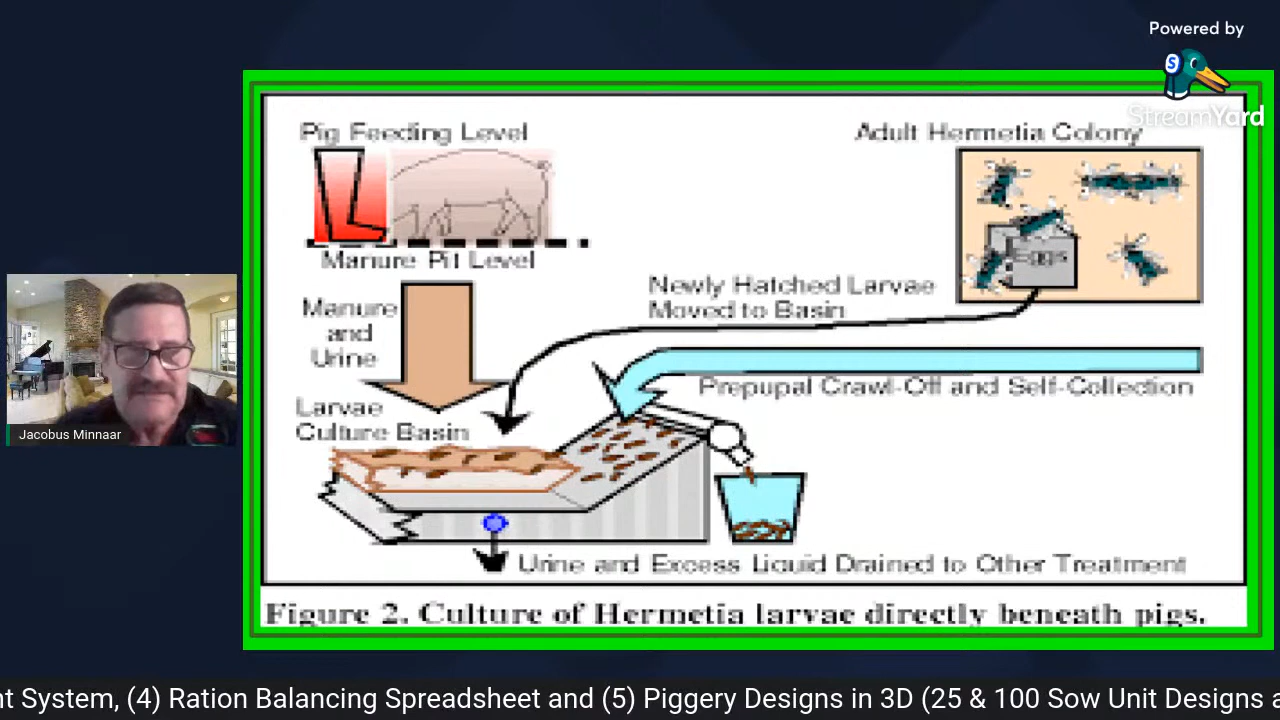 Powered by
StreamYard
Pig Feeding Level
Adult Hermetia Colony
Eggs
Manure Pit Level
Newly Hatched Larvae
Moved to Basin
Manure
and
Urine
Prepupal Crawl-Off and Self-Collection
Larvae
Culture Basin
Jacobus Minnaar
Urine and Excess Liquid Drained to Other Treatment
Figure 2. Culture of Hermetia larvae directly beneath pigs.
nt System, (4) Ration Balancing Spreadsheet and (5) Piggery Designs in 3D (25 & 100 Sow Unit Designs a